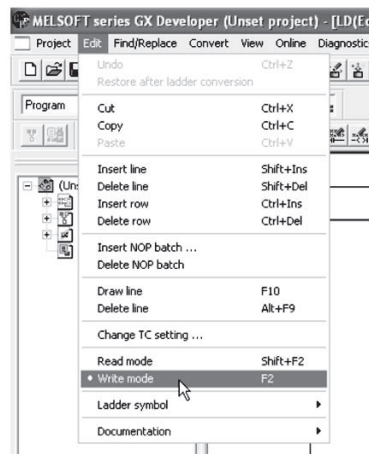 MELSOFT series GX Developer (Unset project) - [LD(Ed
Project Edit Find/Replace Convert View Online Diagnostic
Undo Ctrl+Z
Restore after ladder conversion
Program
Cut Ctrl+X
Copy Ctrl+C
Paste Ctrl+V
Insert line Shift+Ins
Delete line Shift+Del
(Uns
Insert row Ctrl+Ins
Delete row Ctrl+Del
Insert NOP batch ...
Delete NOP batch
Draw line F10
Delete line Alt+F9
Change TC setting ...
Read mode Shift+F2
• Write mode F2
Ladder symbol
Documentation